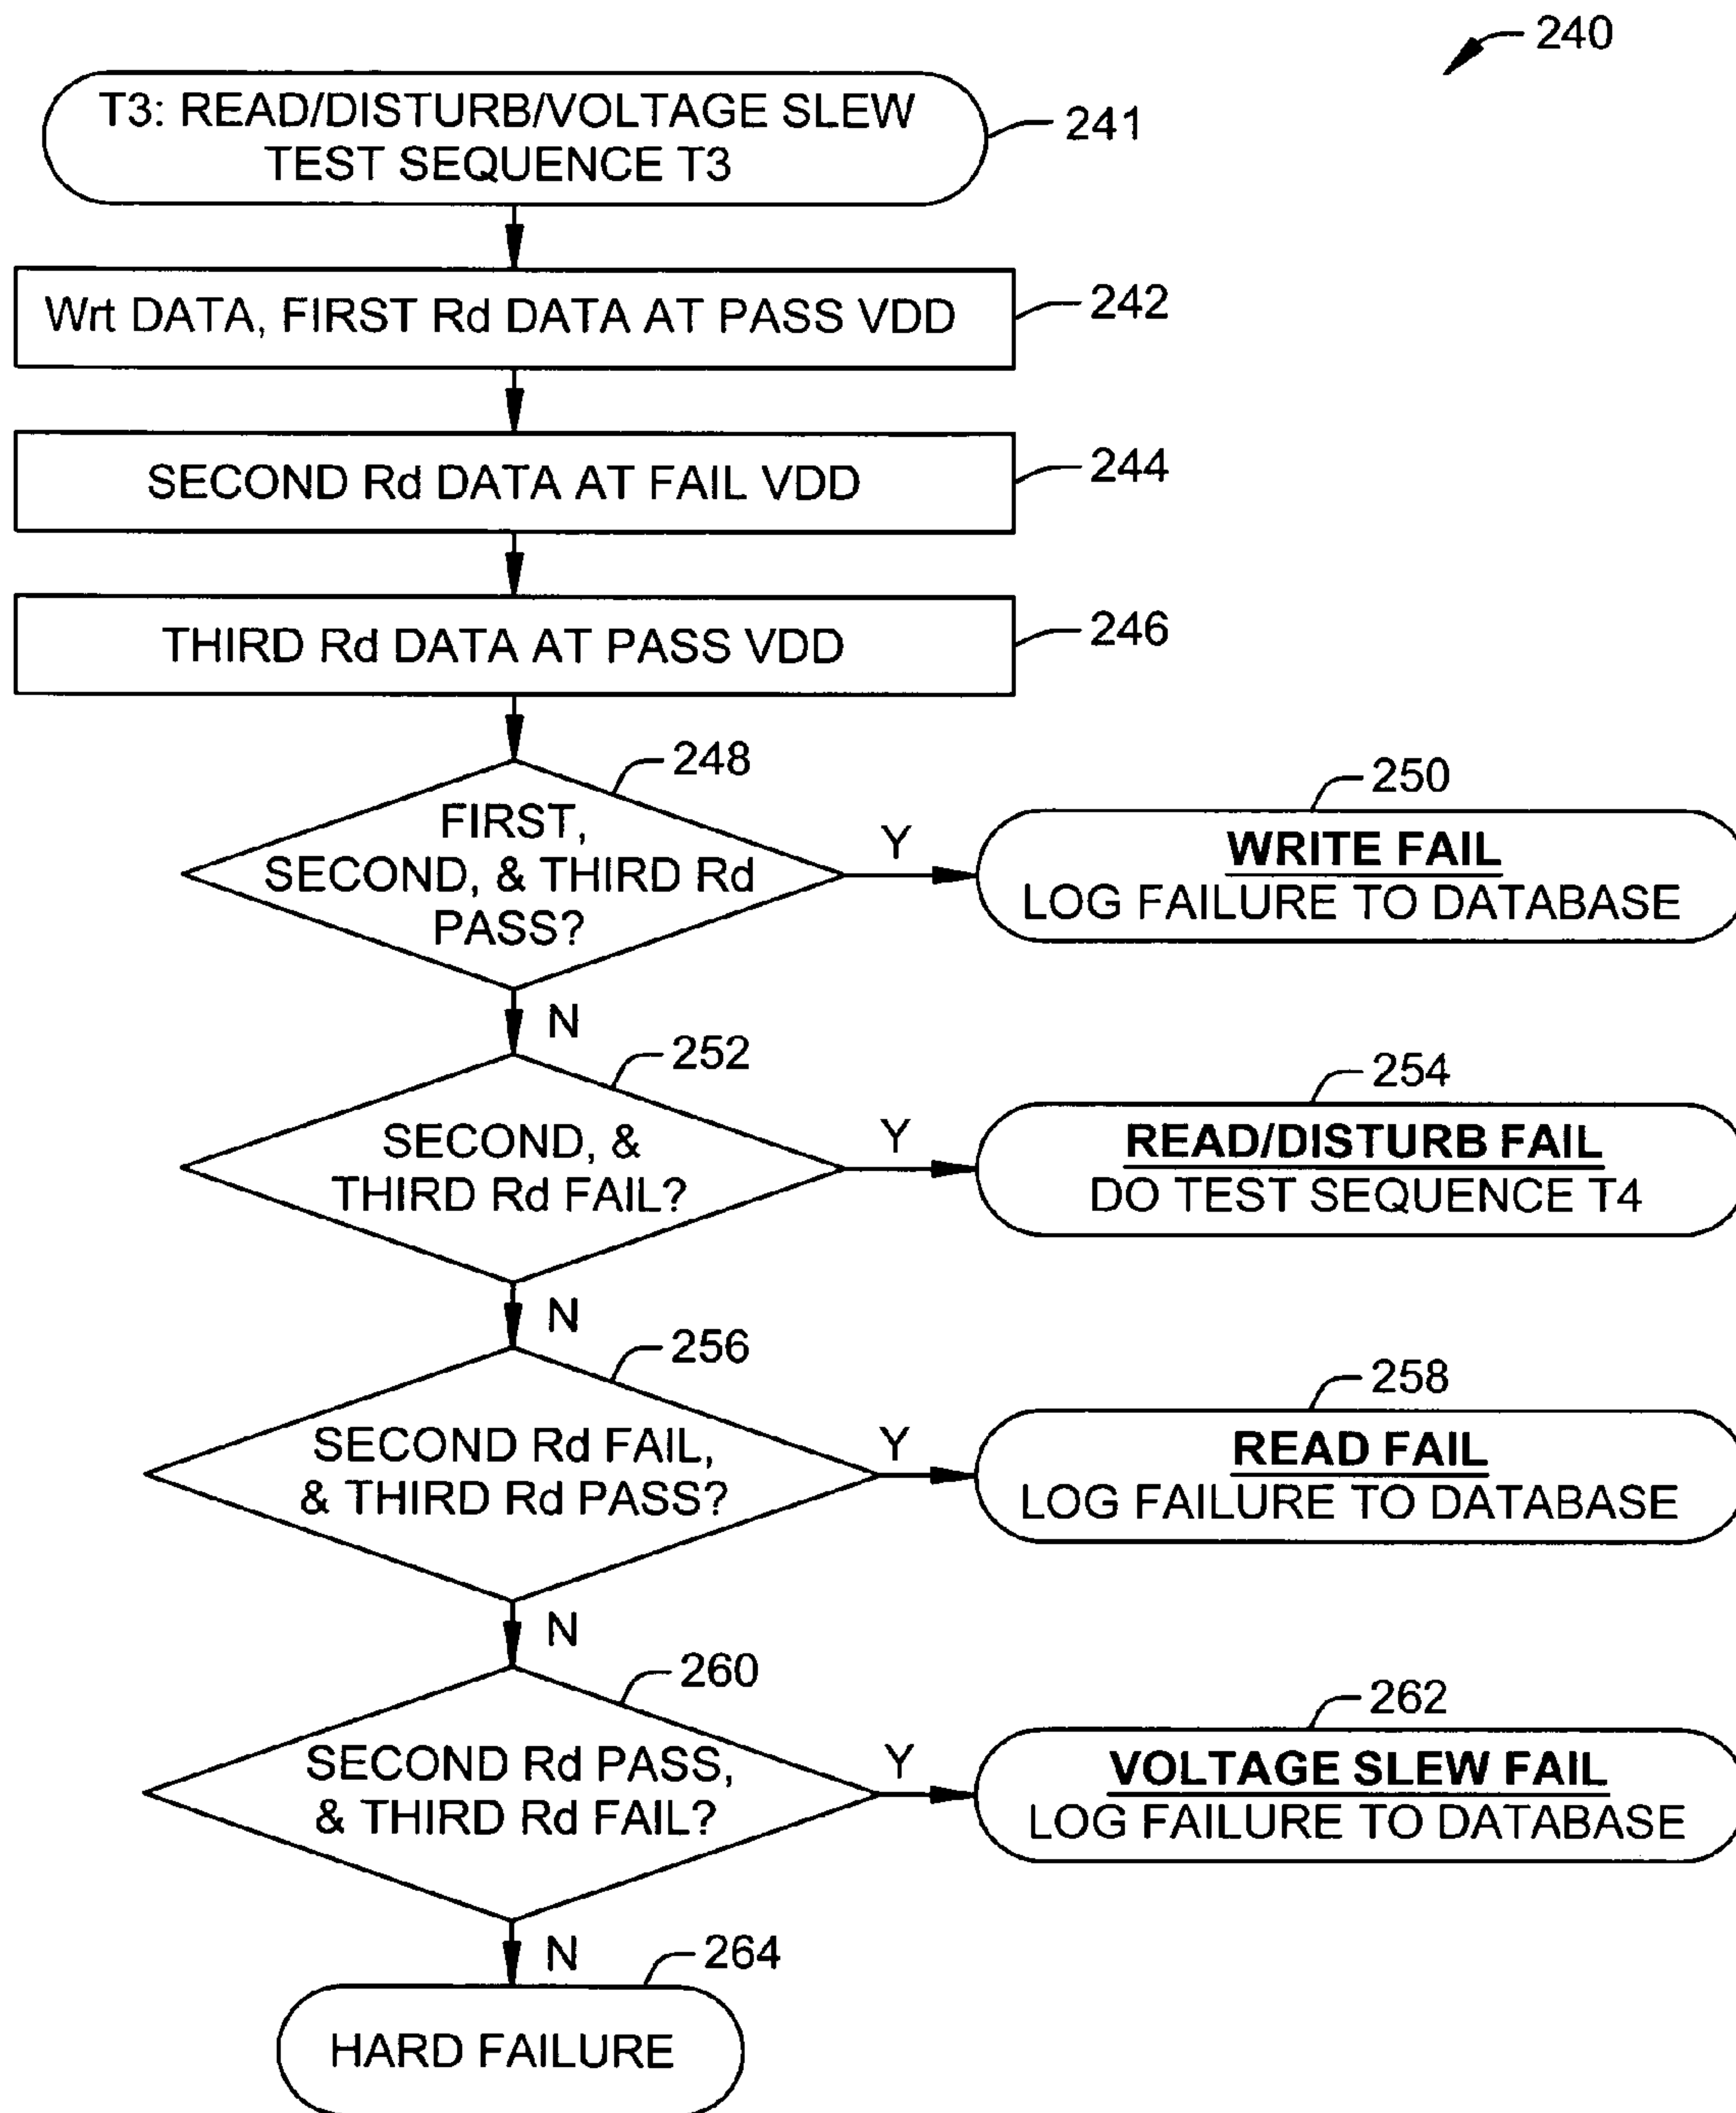 240
T3: READ/DISTURB/VOLTAGE SLEW
TEST SEQUENCE T3
241
Wrt DATA, FIRST Rd DATA AT PASS VDD
242
SECOND Rd DATA AT FAIL VDD
244
THIRD Rd DATA AT PASS VDD
246
248
FIRST,
SECOND, & THIRD Rd
PASS?
Y
250
WRITE FAIL
LOG FAILURE TO DATABASE
N
252
SECOND, &
THIRD Rd FAIL?
Y
254
READ/DISTURB FAIL
DO TEST SEQUENCE T4
N
256
SECOND Rd FAIL,
& THIRD Rd PASS?
Y
258
READ FAIL
LOG FAILURE TO DATABASE
N
260
SECOND Rd PASS,
& THIRD Rd FAIL?
Y
262
VOLTAGE SLEW FAIL
LOG FAILURE TO DATABASE
N
264
HARD FAILURE